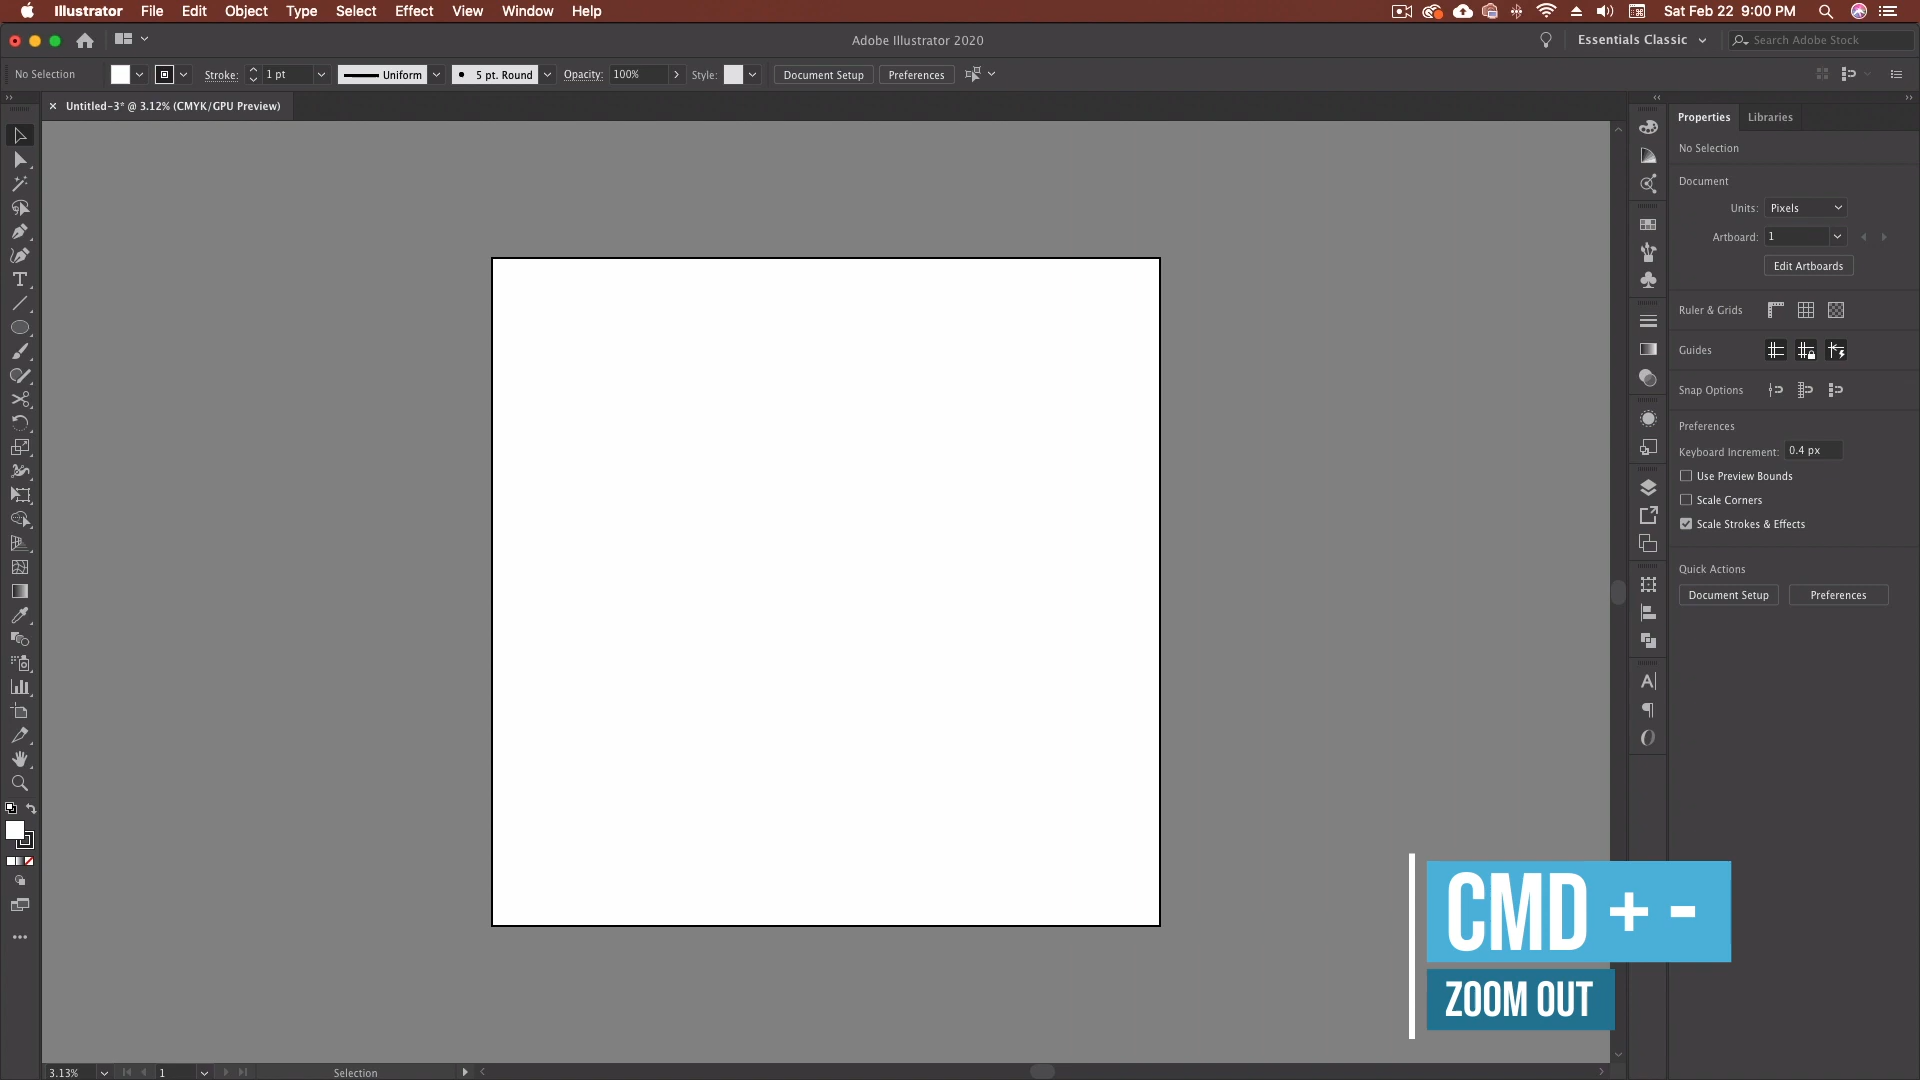 Illustrator File Edit Object Type Select Effect View Window Help Sat Feb 22 9:00 PM
Adobe Illustrator 2020 Essentials Classic Search Adobe Stock
No Selection Stroke: 1 pt Uniform 5 pt. Round Opacity: 100% Style: Document Setup Preferences
Untitled-3* @ 3.12% (CMYK/GPU Preview)
Properties Libraries
No Selection
Document
Units: Pixels
Artboard: 1
Edit Artboards
Ruler & Grids
Guides
Snap Options
Preferences
Keyboard Increment: 0.4 px
Use Preview Bounds
Scale Corners
Scale Strokes & Effects
Quick Actions
Document Setup Preferences
CMD + -
ZOOM OUT
3.13% 1 Selection